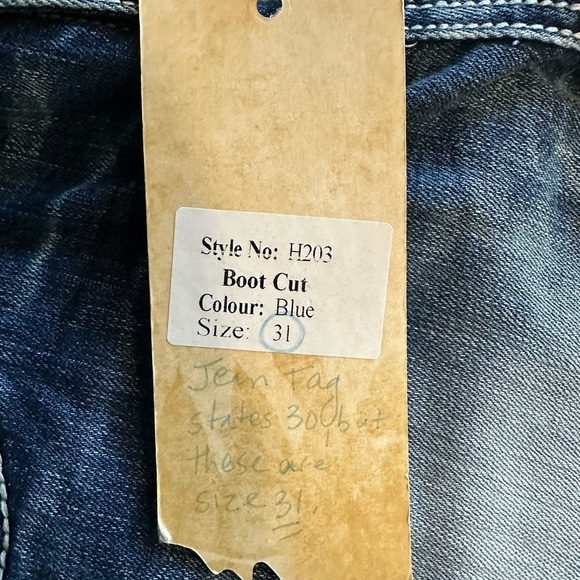 Style No: H203
Boot Cut
Colour: Blue
Size: 31
Jean Tag
states 30, but
these are
size 31.